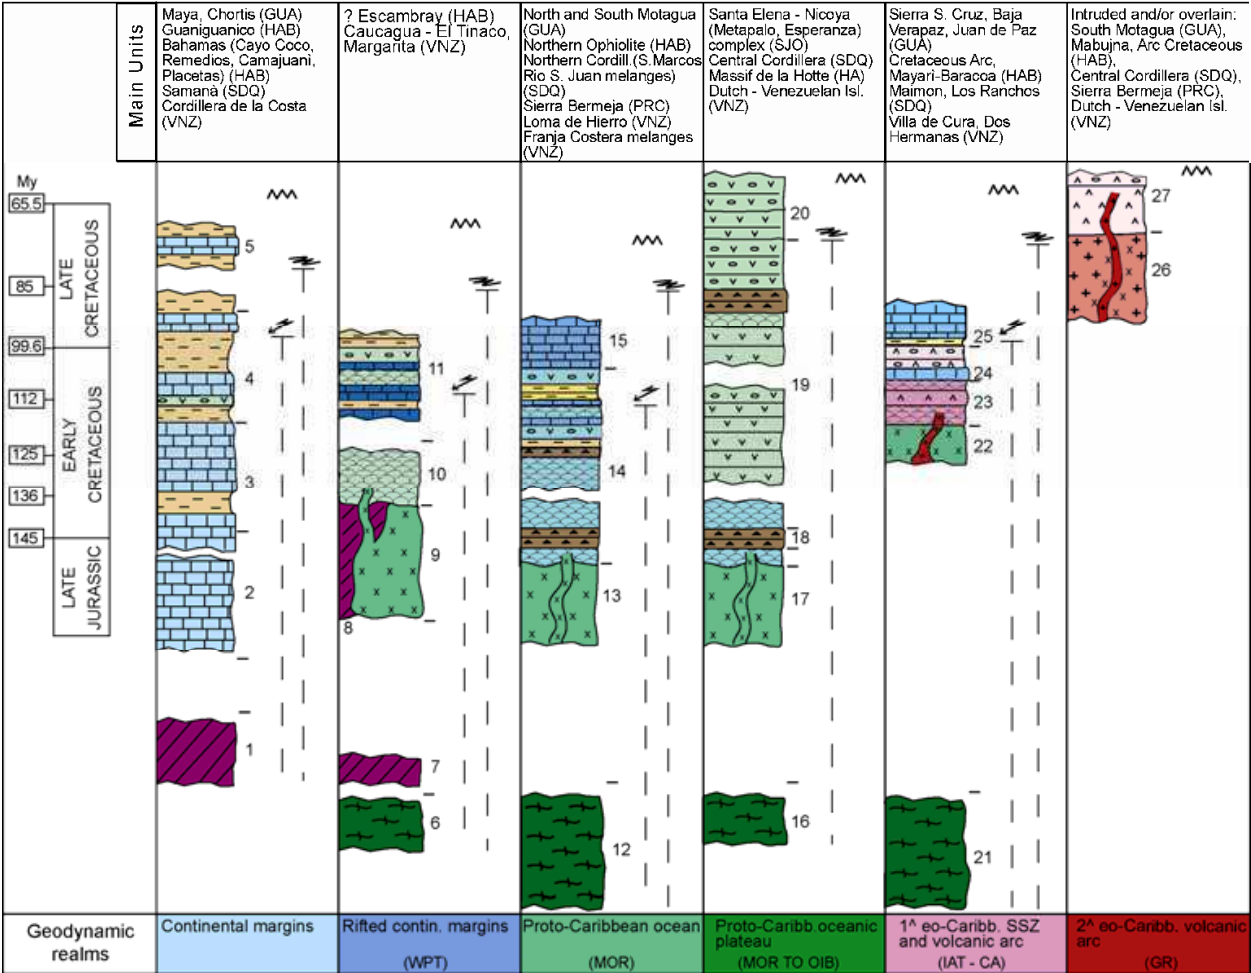 Main Units
Maya, Chortis (GUA)
Guaniguanico (HAB)
Bahamas (Cayo Coco,
Remedios, Camajuani,
Placetas) (HAB)
Samanà (SDQ)
Cordillera de la Costa
(VNZ)
? Escambray (HAB)
Caucagua - El Tinaco,
Margarita (VNZ)
North and South Motagua
(GUA)
Northern Ophiolite (HAB)
Northern Cordill.(S.Marcos
Rio S. Juan melanges)
(SDQ)
Sierra Bermeja (PRC)
Loma de Hierro (VNZ)
Franja Costera melanges
(VNZ)
Santa Elena - Nicoya
(Metapalo, Esperanza)
complex (SJO)
Central Cordillera (SDQ)
Massif de la Hotte (HA)
Dutch - Venezuelan Isl.
(VNZ)
Sierra S. Cruz, Baja
Verapaz, Juan de Paz
(GUA)
Cretaceous Arc,
Mayari-Baracca (HAB)
Maimon, Los Ranchos
(SDQ)
Villa de Cura, Dos
Hermanas (VNZ)
Intruded and/or overlain:
South Motagua (GUA),
Mabujna, Arc Cretaceous
(HAB),
Central Cordillera (SDQ),
Sierra Bermeja (PRC),
Dutch - Venezuelan Isl.
(VNZ)
My
65.5
85
99.6
112
125
136
145
LATE
CRETACEOUS
EARLY
CRETACEOUS
LATE
JURASSIC
5
4
3
2
1
11
10
9
8
7
6
15
14
13
12
20
19
18
17
16
25
24
23
22
21
27
26
Geodynamic
realms
Continental margins
Rifted contin. margins
(WPT)
Proto-Caribbean ocean
(MOR)
Proto-Caribb.oceanic
plateau
(MOR TO OIB)
1^ eo-Caribb. SSZ
and volcanic arc
(IAT - CA)
2^ eo-Caribb. volcanic
arc
(GR)